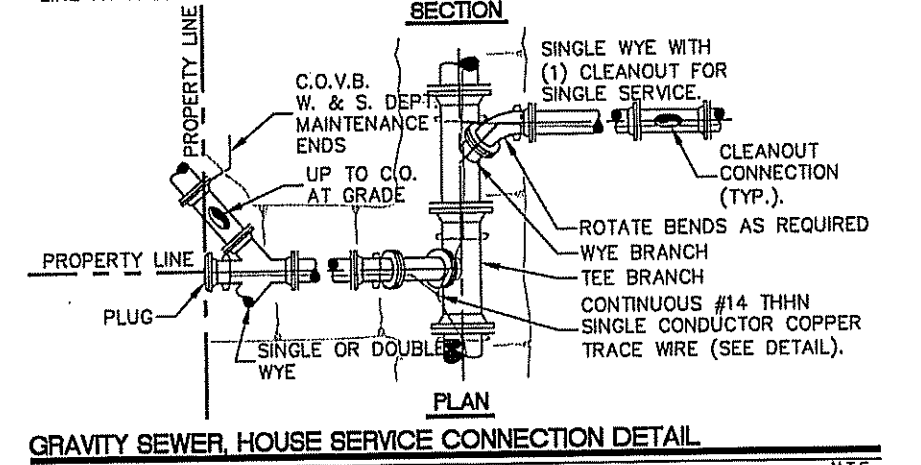 SECTION
PROPERTY LINE
C.O.V.B.
W. & S. DEPT.
MAINTENANCE
ENDS
UP TO C.O.
AT GRADE
PROPERTY LINE
PLUG
SINGLE OR DOUBLE
WYE
SINGLE WYE WITH
(1) CLEANOUT FOR
SINGLE SERVICE.
CLEANOUT
CONNECTION
(TYP.).
ROTATE BENDS AS REQUIRED
WYE BRANCH
TEE BRANCH
CONTINUOUS #14 THHN
SINGLE CONDUCTOR COPPER
TRACE WIRE (SEE DETAIL).
PLAN
GRAVITY SEWER, HOUSE SERVICE CONNECTION DETAIL